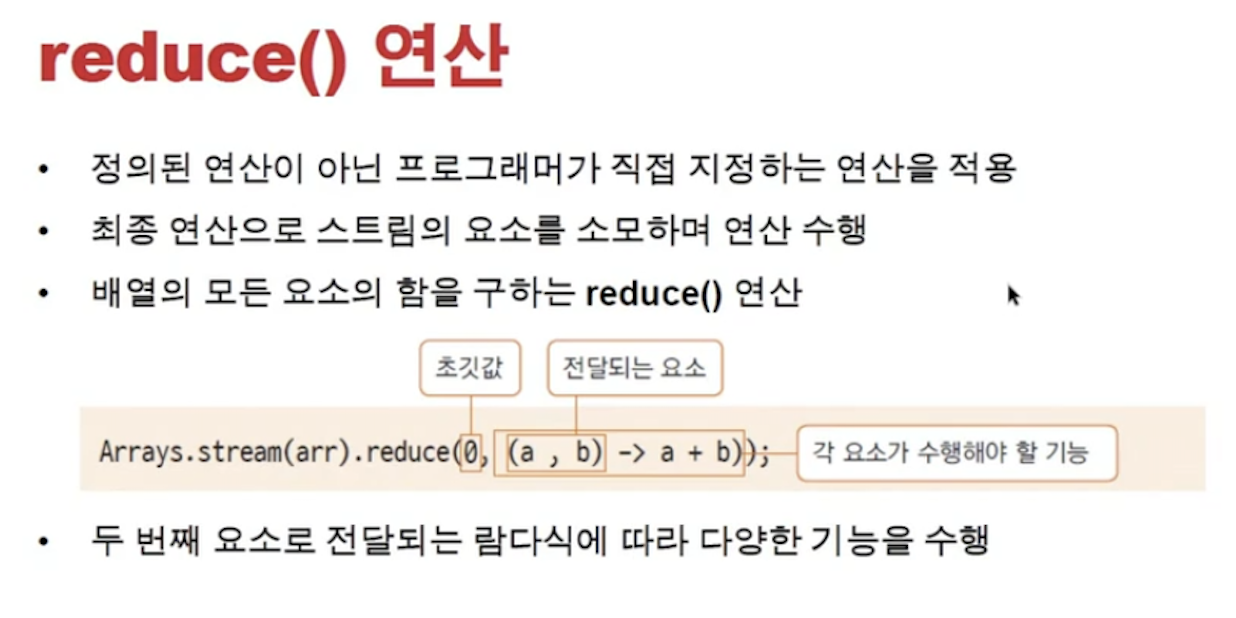 reduce() 연산
• 정의된 연산이 아닌 프로그래머가 직접 지정하는 연산을 적용
• 최종 연산으로 스트림의 요소를 소모하며 연산 수행
• 배열의 모든 요소의 합을 구하는 reduce() 연산
초깃값 전달되는 요소
Arrays.stream(arr).reduce(0, (a , b) -> a + b)); 각 요소가 수행해야 할 기능
• 두 번째 요소로 전달되는 람다식에 따라 다양한 기능을 수행